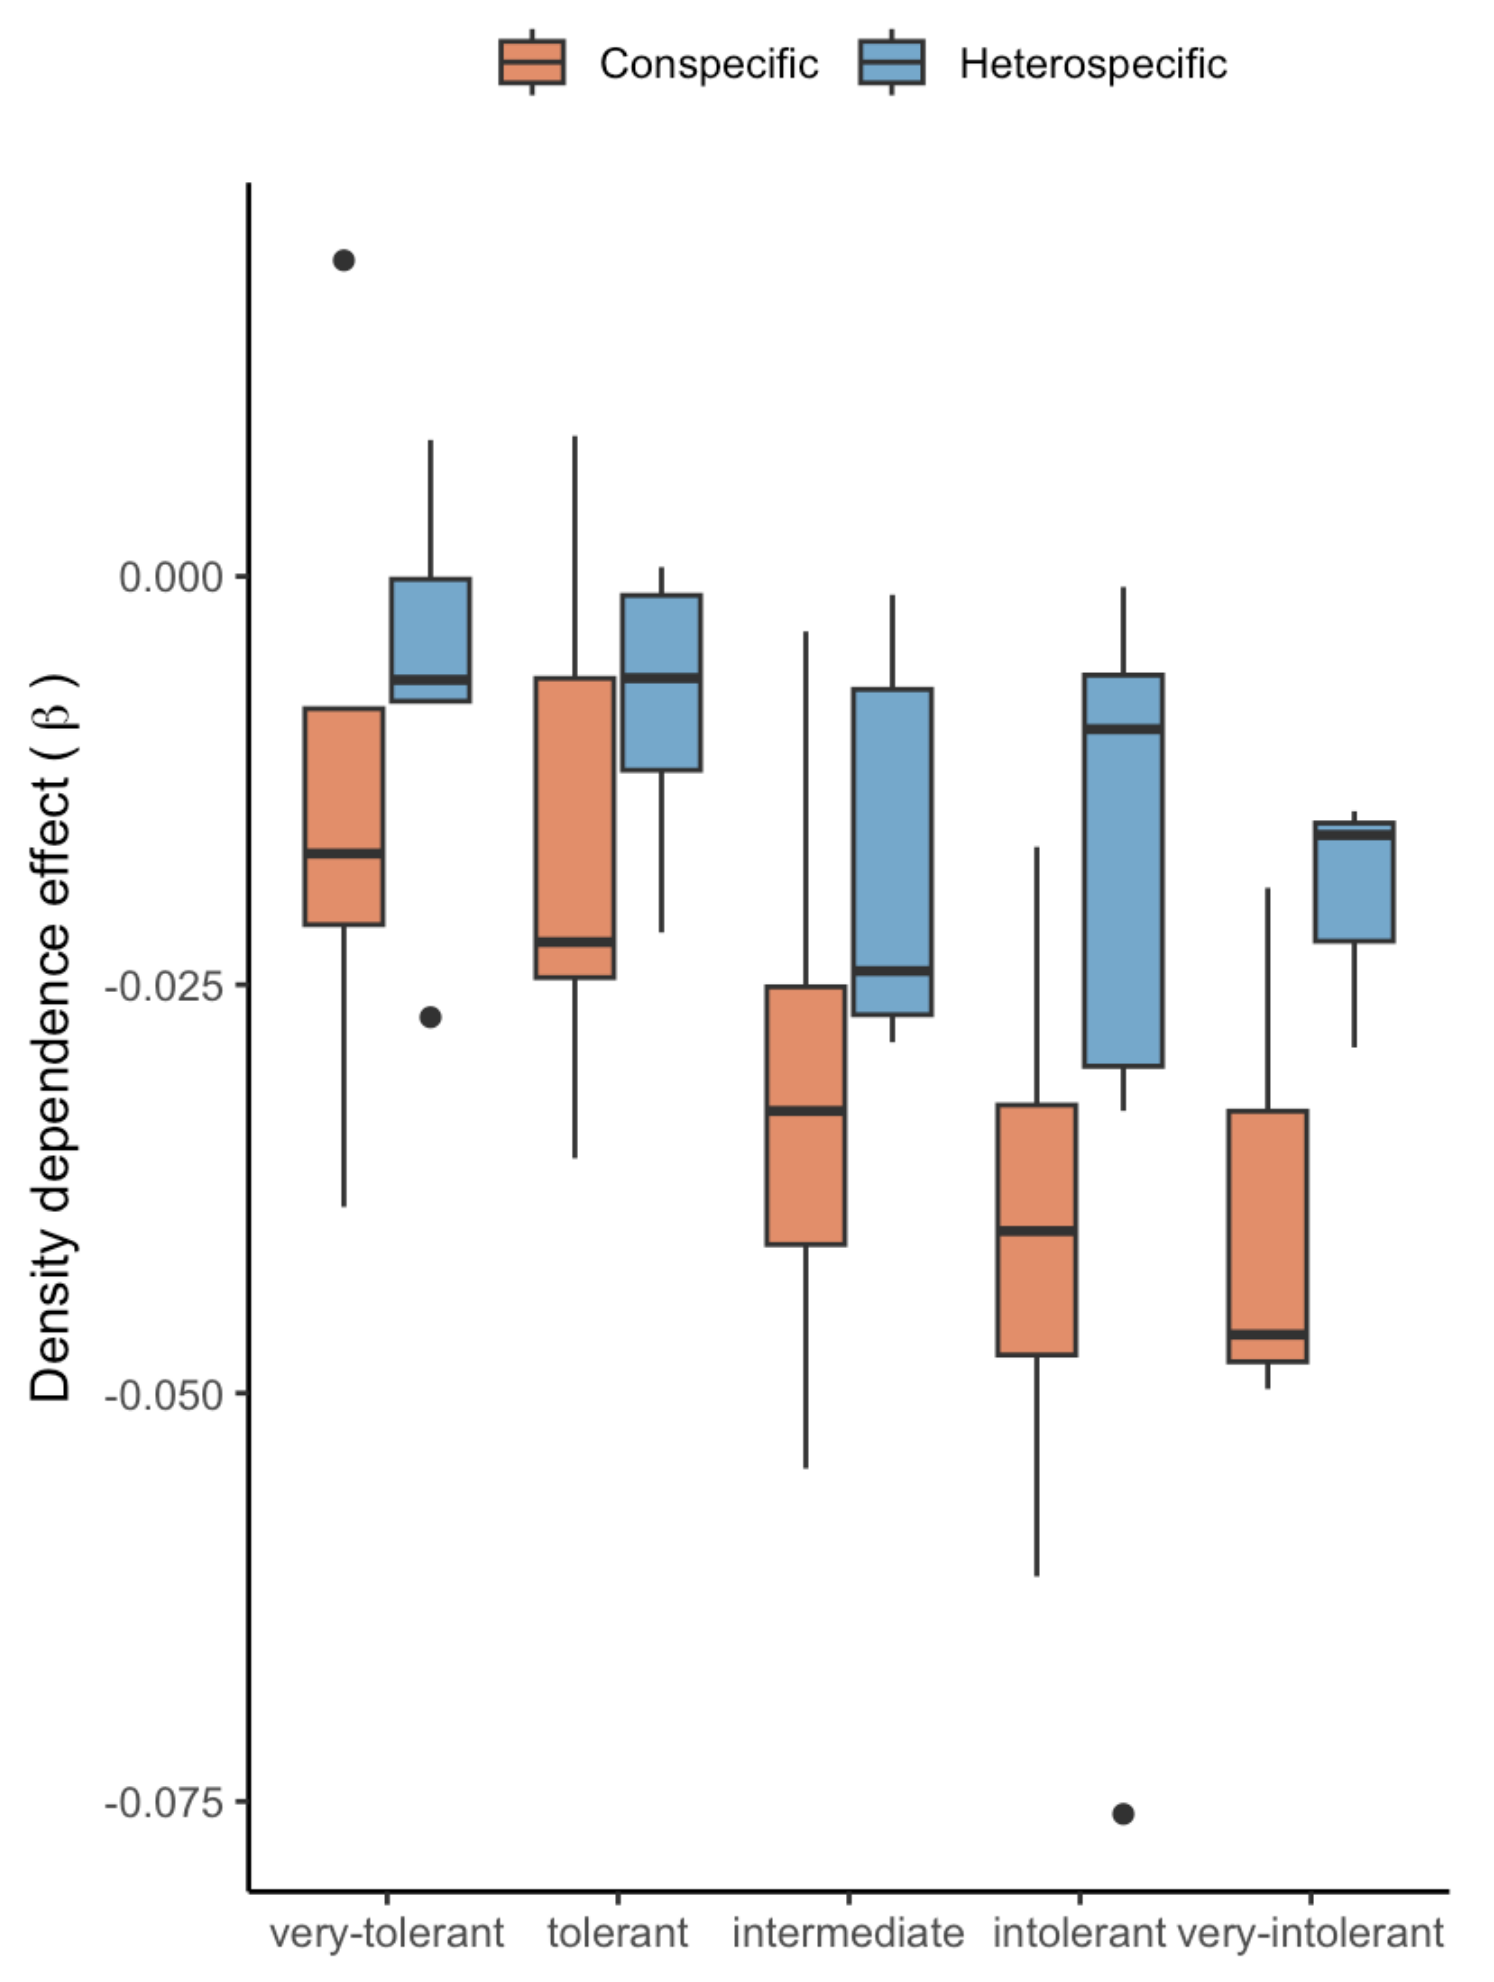 Conspecific Heterospecific
Density dependence effect ( β )
0.000
-0.025
-0.050
-0.075
very-tolerant tolerant intermediate intolerant very-intolerant